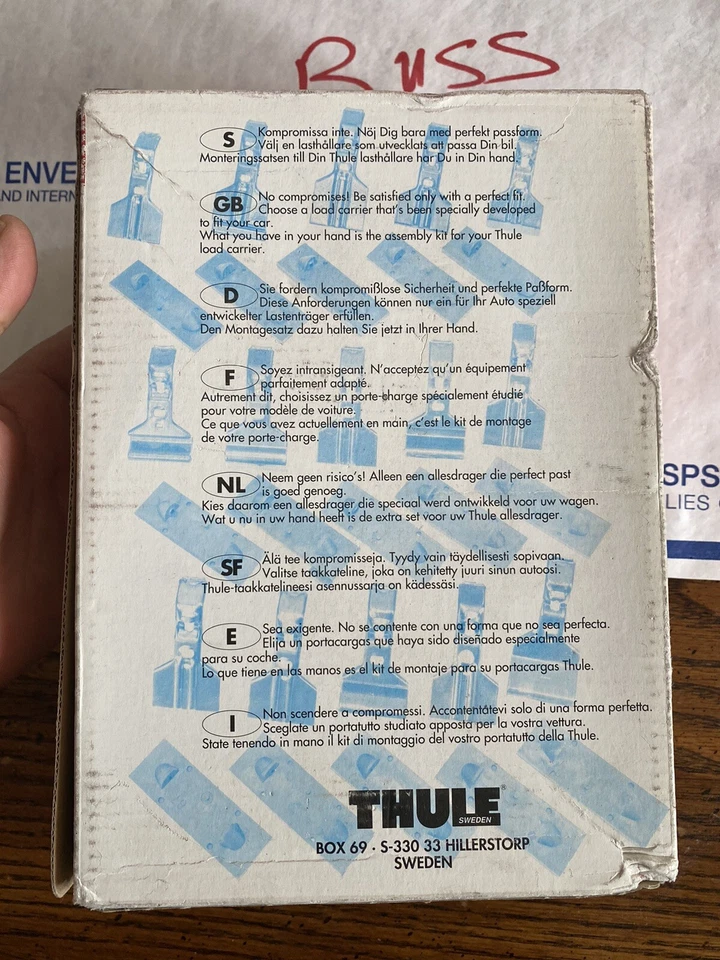 Russ
ENVE
AND INTERN
S
Kompromissa inte. Nöj Dig bara med perfekt passform.
Välj en lasthållare som utvecklats att passa Din bil.
Monteringssatsen till Din Thule lasthållare har Du i Din hand.
GB
No compromises! Be satisfied only with a perfect fit.
Choose a load carrier that's been specially developed
to fit your car.
What you have in your hand is the assembly kit for your Thule
load carrier.
D
Sie fordern kompromißlose Sicherheit und perfekte Paßform.
Diese Anforderungen können nur ein für Ihr Auto speziell
entwickelter Lastenträger erfüllen.
Den Montagesatz dazu halten Sie jetzt in Ihrer Hand.
F
Soyez intransigeant. N'acceptez qu'un équipement
parfaitement adapté.
Autrement dit, choisissez un porte-charge spécialement étudié
pour votre modèle de voiture.
Ce que vous avez actuellement en main, c'est le kit de montage
de votre porte-charge.
NL
Neem geen risico's! Alleen een allesdrager die perfect past
is goed genoeg.
Kies daarom een allesdrager die speciaal werd ontwikkeld voor uw wagen.
Wat u nu in uw hand heeft is de extra set voor uw Thule allesdrager.
SF
Älä tee kompromisseja. Tyydy vain täydellisesti sopivaan.
Valitse taakkateline, joka on kehitetty juuri sinun autoosi.
Thule-taakkatelineesi asennussarja on kädessäsi.
E
Sea exigente. No se contente con una forma que no sea perfecta.
Elija un portacargas que haya sido diseñado especialmente
para su coche.
Lo que tiene en las manos es el kit de montaje para su portacargas Thule.
I
Non scendere a compromessi. Accontentátevi solo di una forma perfetta.
Sceglate un portatutto studiato apposta per la vostra vettura.
State tenendo in mano il kit di montaggio del vostro portatutto della Thule.
THULE®
SWEDEN
BOX 69 · S-330 33 HILLERSTORP
SWEDEN
SPS
LIES